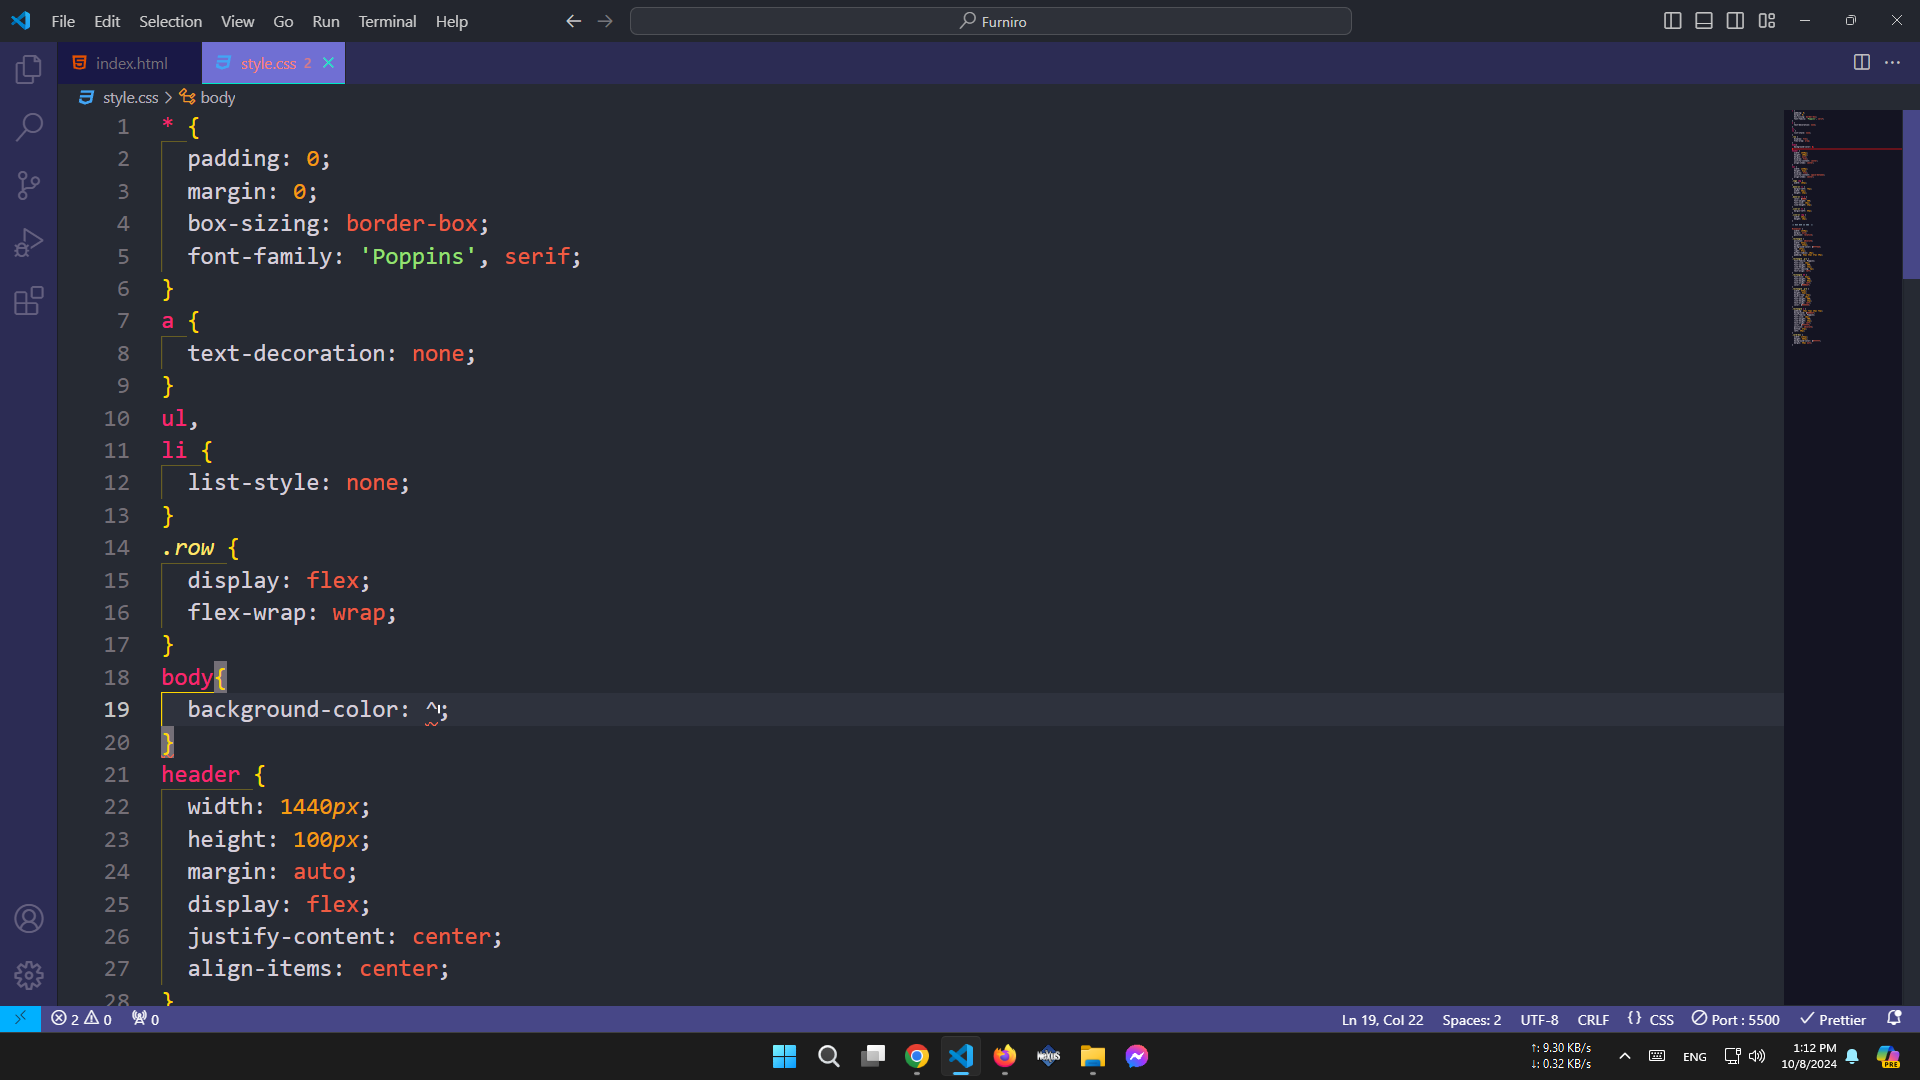 File Edit Selection View Go Run Terminal Help
Furniro
index.html
style.css 2
style.css > body
1 * {
2 padding: 0;
3 margin: 0;
4 box-sizing: border-box;
5 font-family: 'Poppins', serif;
6 }
7 a {
8 text-decoration: none;
9 }
10 ul,
11 li {
12 list-style: none;
13 }
14 .row {
15 display: flex;
16 flex-wrap: wrap;
17 }
18 body{
19 background-color: ^;
20 }
21 header {
22 width: 1440px;
23 height: 100px;
24 margin: auto;
25 display: flex;
26 justify-content: center;
27 align-items: center;
28 }
2 0 0 Ln 19, Col 22 Spaces: 2 UTF-8 CRLF {} CSS Port : 5500 Prettier
NEXUS
↑: 9.30 KB/s
↓: 0.32 KB/s
ENG
1:12 PM
10/8/2024
PRE